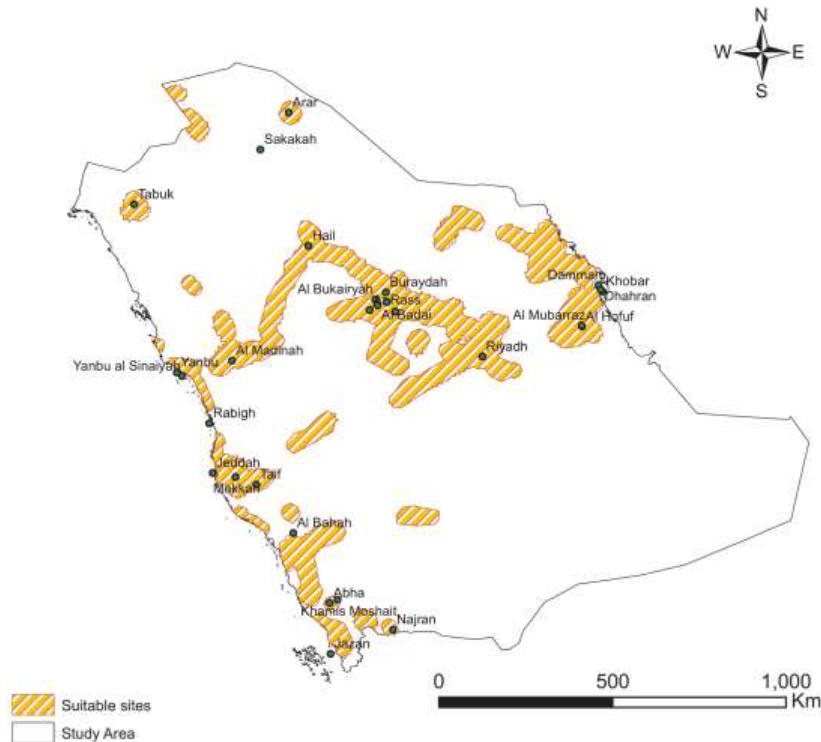 N
W E
S
Arar
Sakakah
Tabuk
Hail
Buraydah
Al Bukairyah
Rass
Al Badai
Dammam
Khobar
Dhahran
Al Mubarraz
Al Hofuf
Riyadh
Al Madinah
Yanbu al Sinaiyah
Yanbu
Rabigh
Jeddah
Taif
Mekkah
Al Bahah
Abha
Khamis Moshait
Najran
Jazan
0 500 1,000
Km
Suitable sites
Study Area